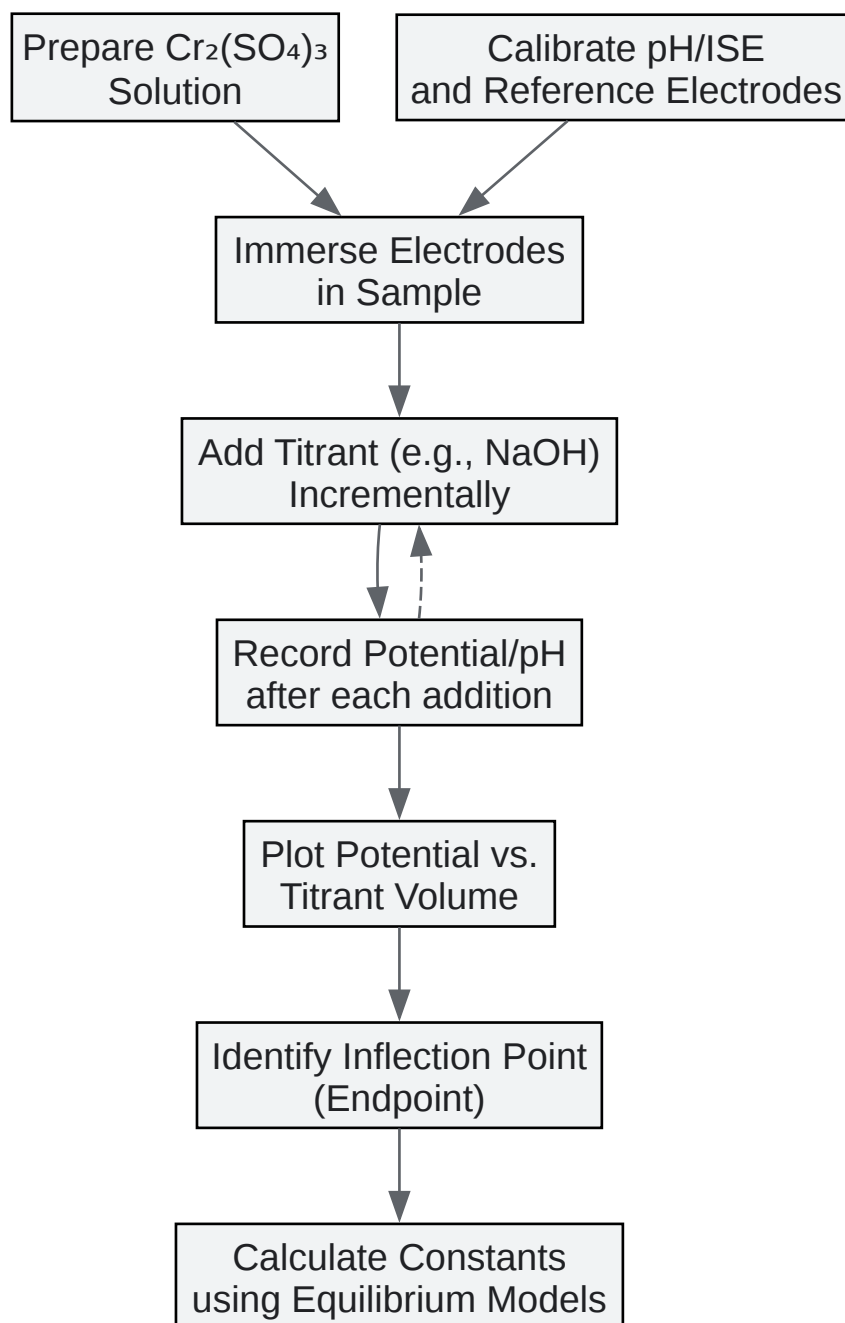 Prepare Cr₂(SO₄)₃
Solution
Calibrate pH/ISE
and Reference Electrodes
Immerse Electrodes
in Sample
Add Titrant (e.g., NaOH)
Incrementally
Record Potential/pH
after each addition
Plot Potential vs.
Titrant Volume
Identify Inflection Point
(Endpoint)
Calculate Constants
using Equilibrium Models